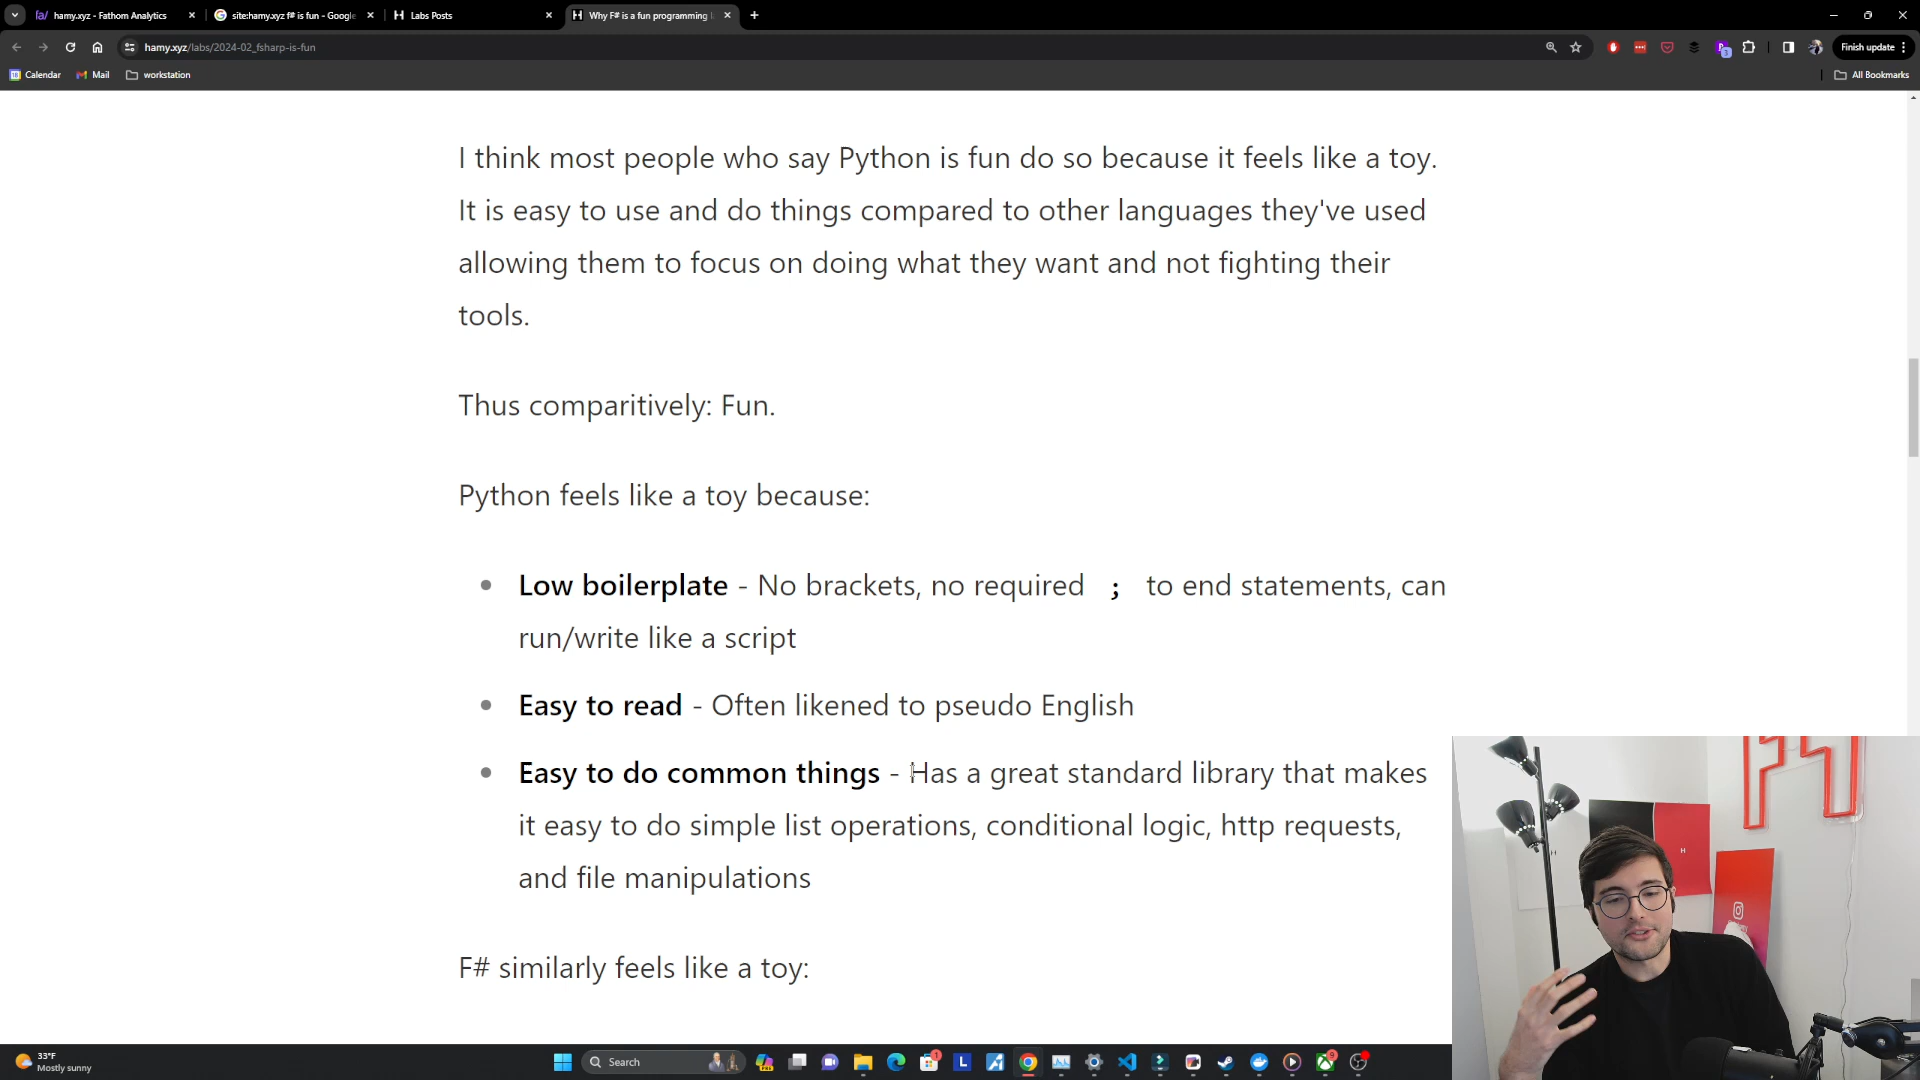 hamy.xyz - Fathom Analytics
site:hamy.xyz f# is fun - Google
Labs Posts
Why F# is a fun programming
hamy.xyz/labs/2024-02_fsharp-is-fun
Finish update
Calendar
Mail
workstation
All Bookmarks
I think most people who say Python is fun do so because it feels like a toy.
It is easy to use and do things compared to other languages they've used
allowing them to focus on doing what they want and not fighting their
tools.
Thus comparitively: Fun.
Python feels like a toy because:
Low boilerplate - No brackets, no required ; to end statements, can
run/write like a script
Easy to read - Often likened to pseudo English
Easy to do common things - Has a great standard library that makes
it easy to do simple list operations, conditional logic, http requests,
and file manipulations
F# similarly feels like a toy:
H
33°F
Mostly sunny
Search